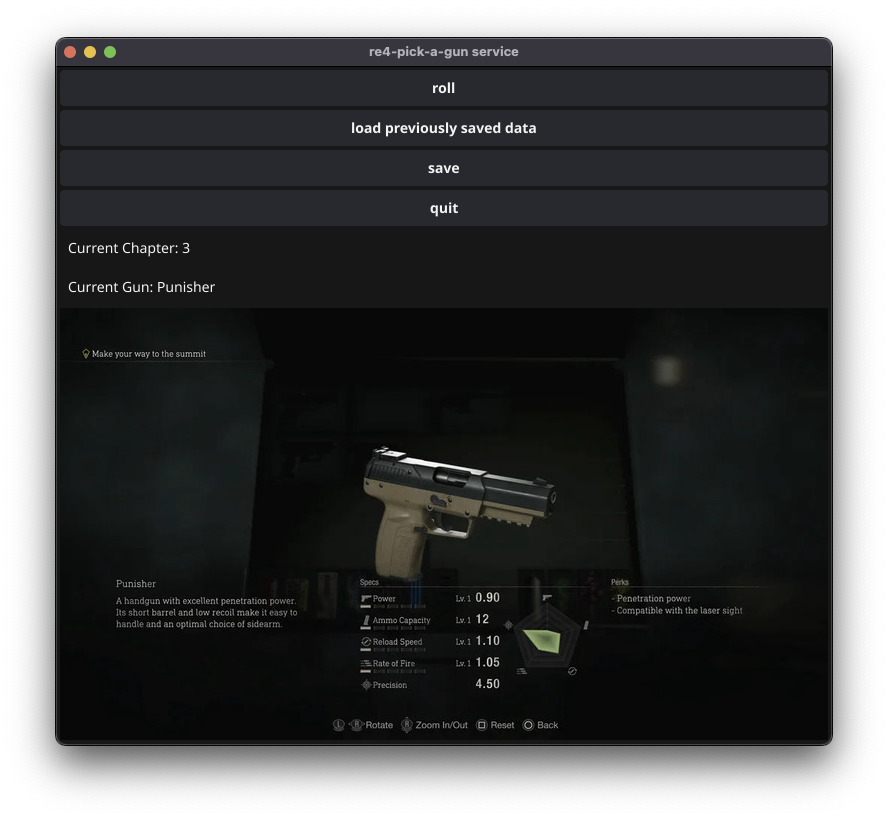 re4-pick-a-gun service
roll
load previously saved data
save
quit
Current Chapter: 3
Current Gun: Punisher
Make your way to the summit
Punisher
A handgun with excellent penetration power.
Its short barrel and low recoil make it easy to
handle and an optimal choice of sidearm.
Specs
Power Lv. 1 0.90
Ammo Capacity Lv. 1 12
Reload Speed Lv. 1 1.10
Rate of Fire Lv. 1 1.05
Precision 4.50
Perks
- Penetration power
- Compatible with the laser sight
L R Rotate R Zoom In/Out Reset Back